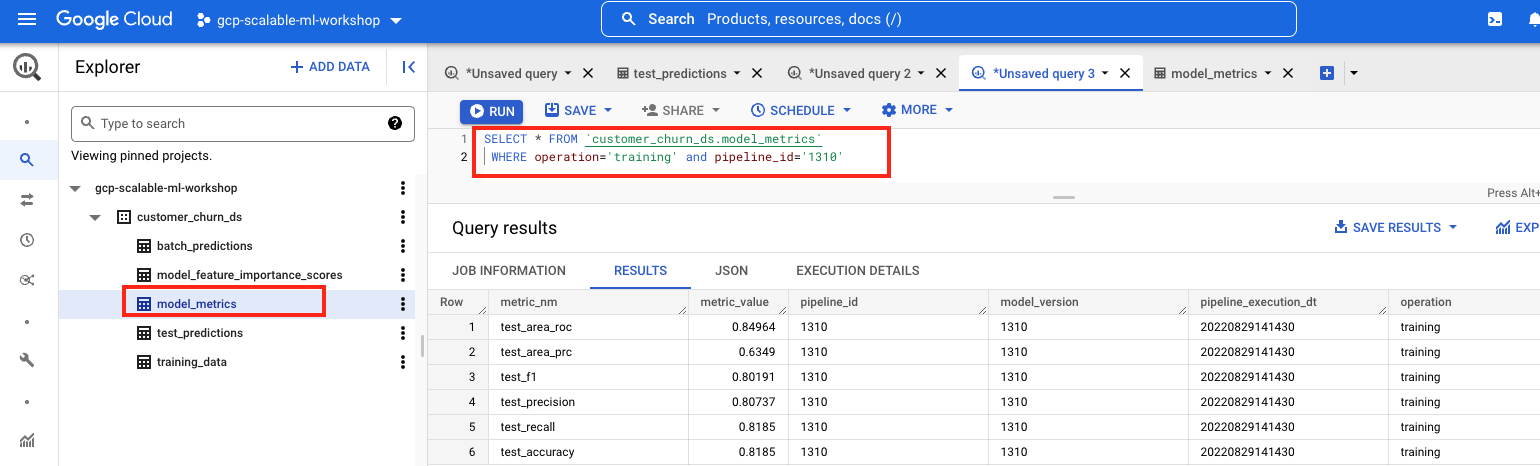 Google Cloud gcp-scalable-ml-workshop Search Products, resources, docs (/)
Explorer + ADD DATA
*Unsaved query test_predictions *Unsaved query 2 *Unsaved query 3 model_metrics
RUN SAVE SHARE SCHEDULE MORE
Type to search
Viewing pinned projects.
gcp-scalable-ml-workshop
customer_churn_ds
batch_predictions
model_feature_importance_scores
model_metrics
test_predictions
training_data
1 SELECT * FROM `customer_churn_ds.model_metrics`
2 WHERE operation='training' and pipeline_id='1310'
Press Alt+
Query results SAVE RESULTS EXP
JOB INFORMATION RESULTS JSON EXECUTION DETAILS
Row metric_nm metric_value pipeline_id model_version pipeline_execution_dt operation
1 test_area_roc 0.84964 1310 1310 20220829141430 training
2 test_area_prc 0.6349 1310 1310 20220829141430 training
3 test_f1 0.80191 1310 1310 20220829141430 training
4 test_precision 0.80737 1310 1310 20220829141430 training
5 test_recall 0.8185 1310 1310 20220829141430 training
6 test_accuracy 0.8185 1310 1310 20220829141430 training